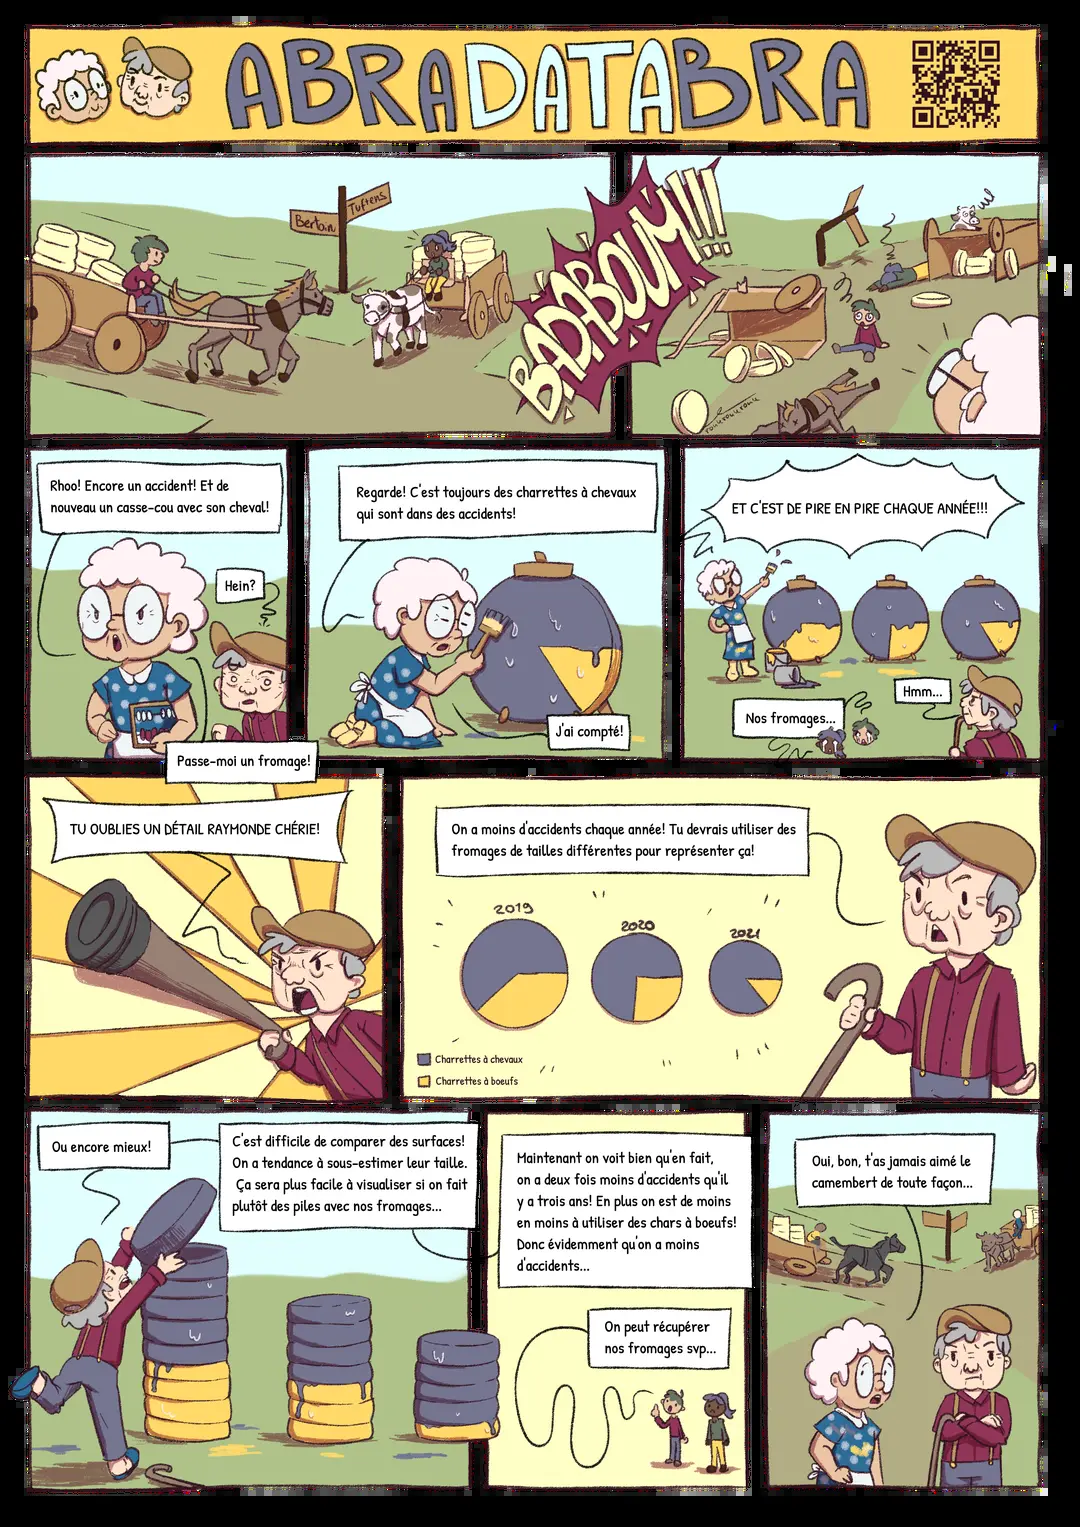 ABRADATABRA
Bertain
Tuftens
BADABOUM!!!!
Rhoo! Encore un accident! Et de
nouveau un casse-cou avec son cheval!
Hein?
Passe-moi un fromage!
Regarde! C'est toujours des charrettes à chevaux
qui sont dans des accidents!
J'ai compté!
ET C'EST DE PIRE EN PIRE CHAQUE ANNÉE!!!
Hmm...
Nos fromages...
TU OUBLIES UN DÉTAIL RAYMONDE CHÉRIE!
On a moins d'accidents chaque année! Tu devrais utiliser des
fromages de tailles différentes pour représenter ça!
2019
2020
2021
Charrettes à chevaux
Charrettes à boeufs
Ou encore mieux!
C'est difficile de comparer des surfaces!
On a tendance à sous-estimer leur taille.
Ça sera plus facile à visualiser si on fait
plutôt des piles avec nos fromages...
Maintenant on voit bien qu'en fait,
on a deux fois moins d'accidents qu'il
y a trois ans! En plus on est de moins
en moins à utiliser des chars à boeufs!
Donc évidemment qu'on a moins
d'accidents...
On peut récupérer
nos fromages svp...
Oui, bon, t'as jamais aimé le
camembert de toute façon...